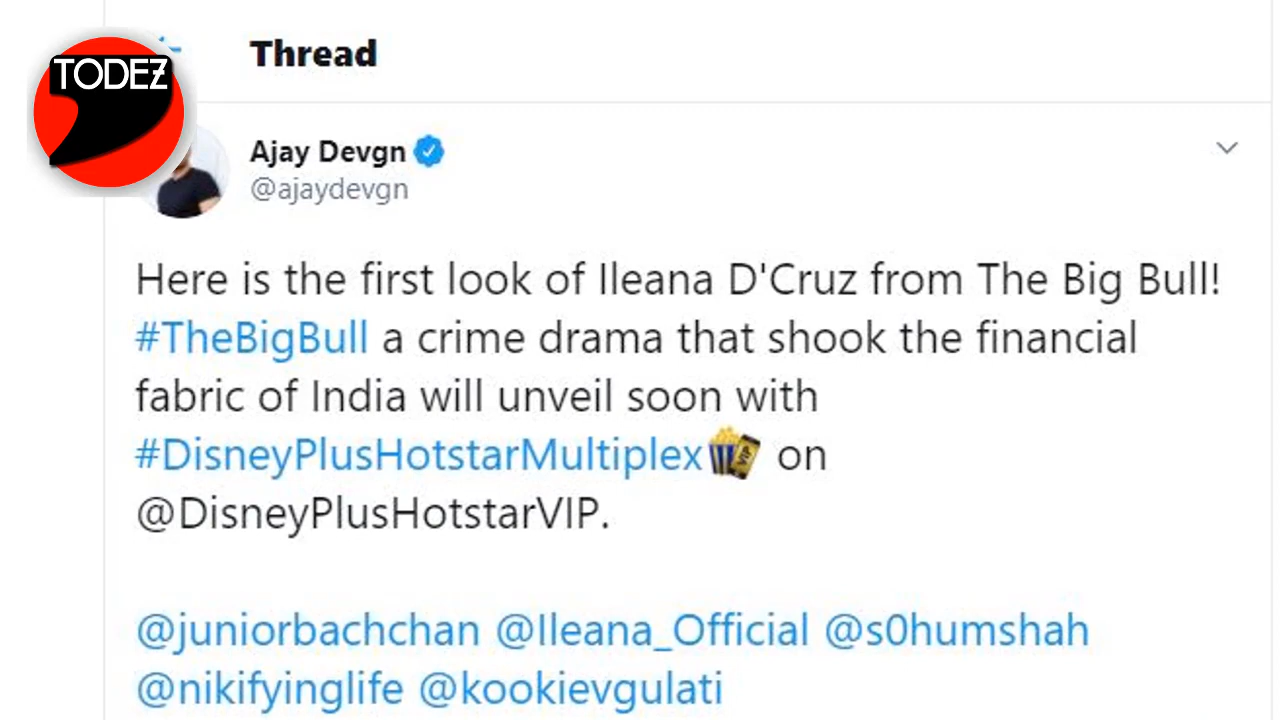 TODEZ
Thread
Ajay Devgn
@ajaydevgn
Here is the first look of Ileana D'Cruz from The Big Bull!
#TheBigBull a crime drama that shook the financial
fabric of India will unveil soon with
#DisneyPlusHotstarMultiplex on
@DisneyPlusHotstarVIP.
@juniorbachchan @Ileana_Official @s0humshah
@nikifyinglife @kookievgulati